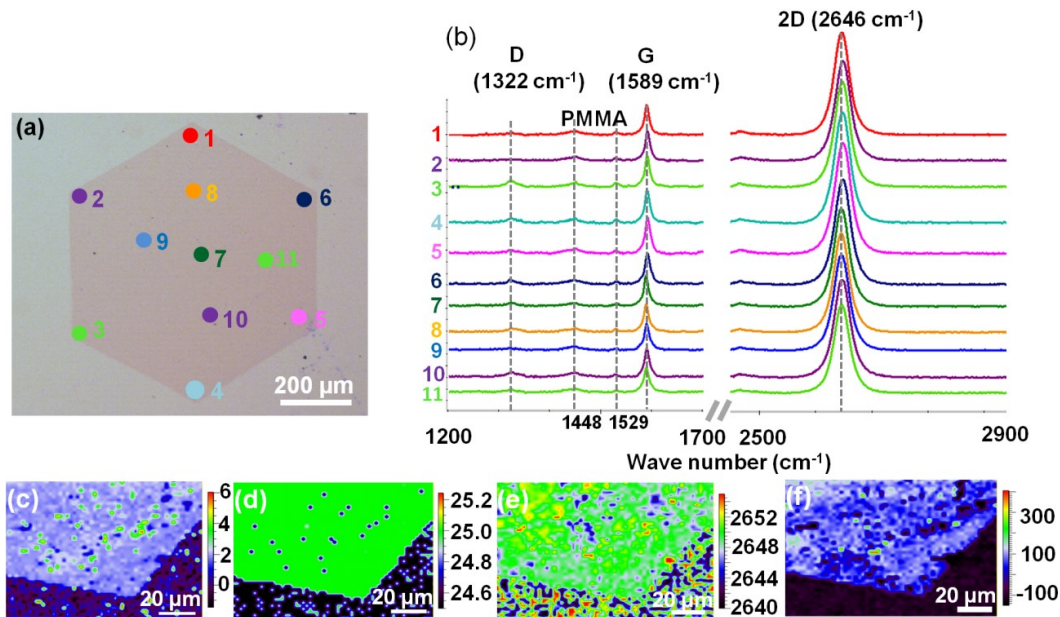 (b)
2D (2646 cm⁻¹)
D
(1322 cm⁻¹)
G
(1589 cm⁻¹)
PMMA
(a)
1
2
8
6
9
7
11
3
10
5
4
200 µm
1
2
3
4
5
6
7
8
9
10
11
1448 1529
1200
1700
2500
2900
Wave number (cm⁻¹)
(c)
6
4
2
0
20 µm
(d)
25.2
25.0
24.8
24.6
20 µm
(e)
2652
2648
2644
2640
20 µm
(f)
300
100
-100
20 µm